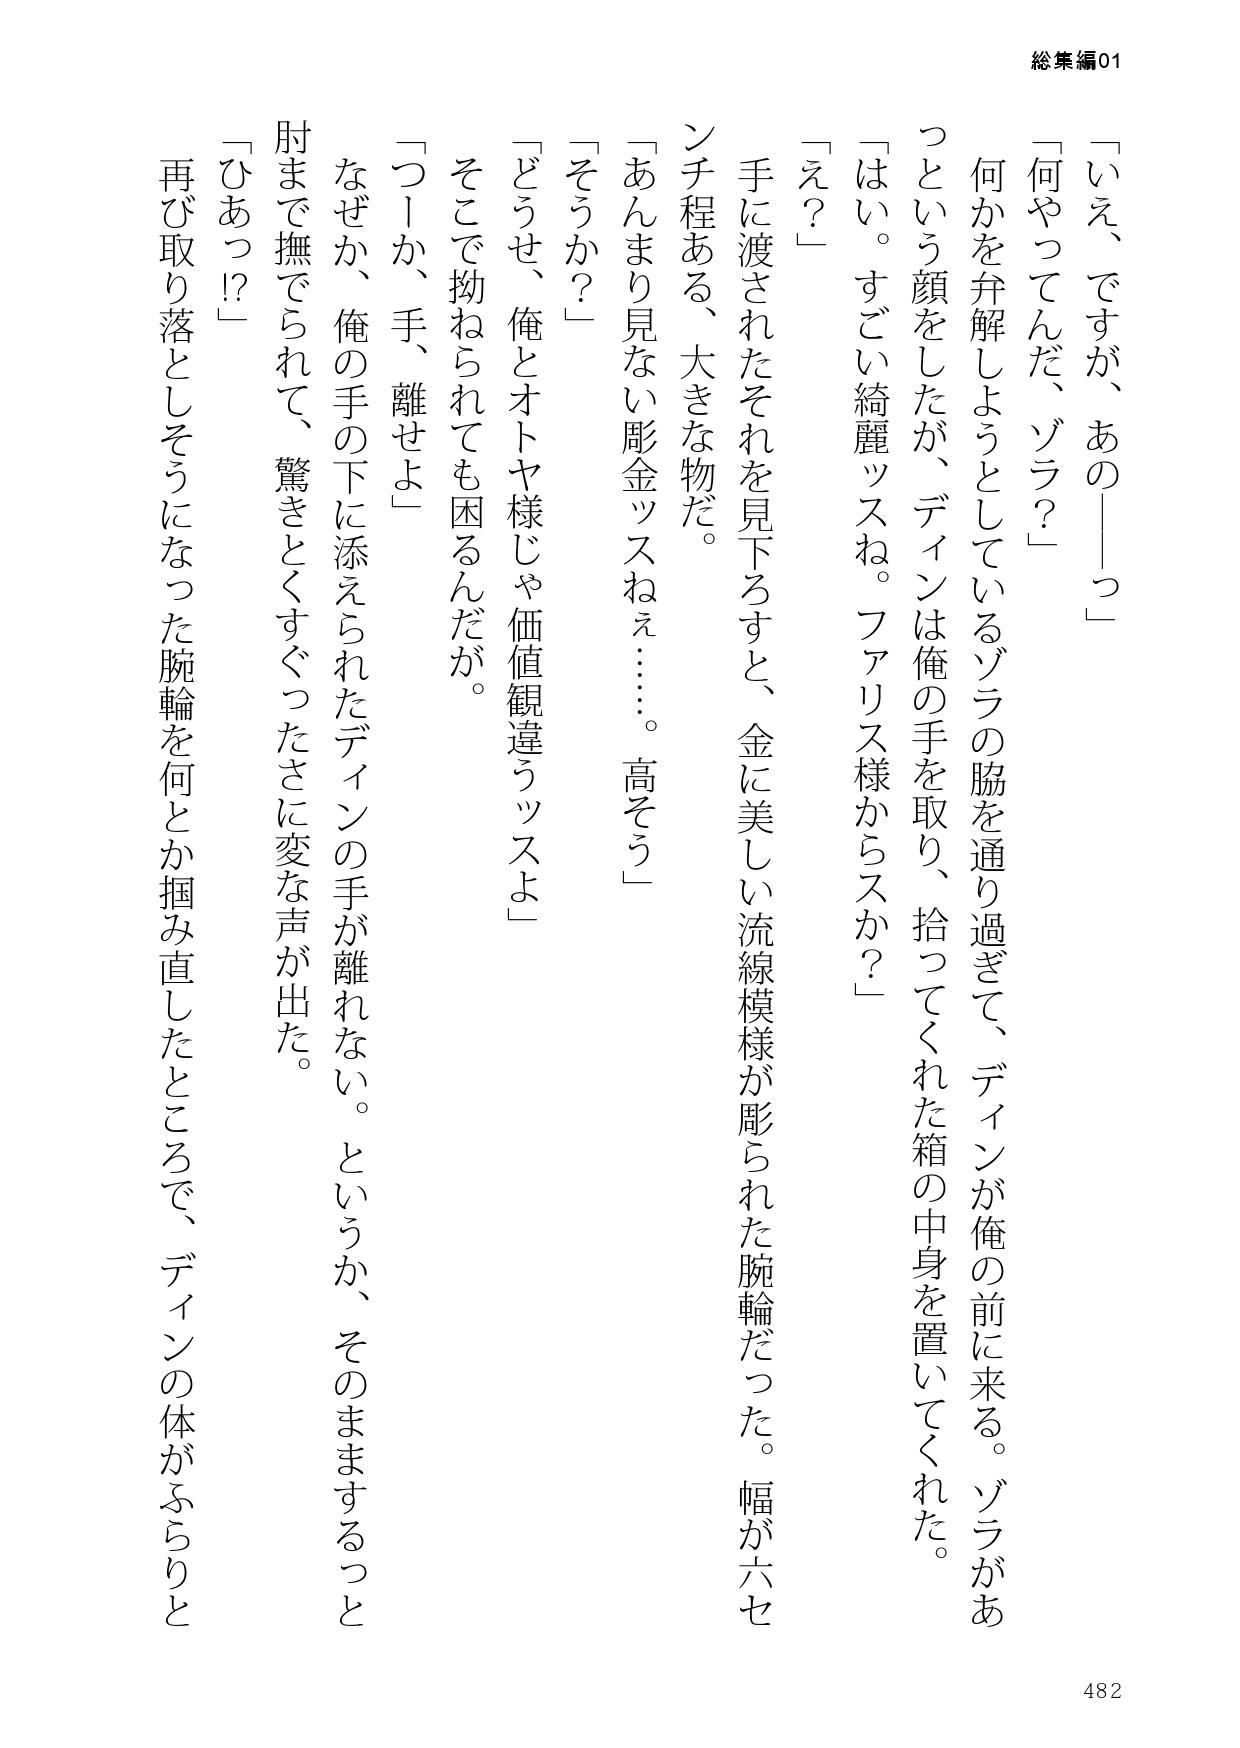 総集編01
「いえ、ですが、あの――っ」
「何やってんだ、ゾラ？」
何かを弁解しようとしているゾラの脇を通り過ぎて、ディンが俺の前に来る。ゾラがあ
っという顔をしたが、ディンは俺の手を取り、拾ってくれた箱の中身を置いてくれた。
「はい。すごい綺麗ッスね。ファリス様からスか？」
「え？」
手に渡されたそれを見下ろすと、金に美しい流線模様が彫られた腕輪だった。幅が六セ
ンチ程ある、大きな物だ。
「あんまり見ない彫金ッスねぇ……。高そう」
「そうか？」
「どうせ、俺とオトヤ様じゃ価値観違うッスよ」
そこで拗ねられても困るんだが。
「つーか、手、離せよ」
なぜか、俺の手の下に添えられたディンの手が離れない。というか、そのままするっと
肘まで撫でられて、驚きとくすぐったさに変な声が出た。
「ひあっ!?」
再び取り落としそうになった腕輪を何とか掴み直したところで、ディンの体がふらりと
482